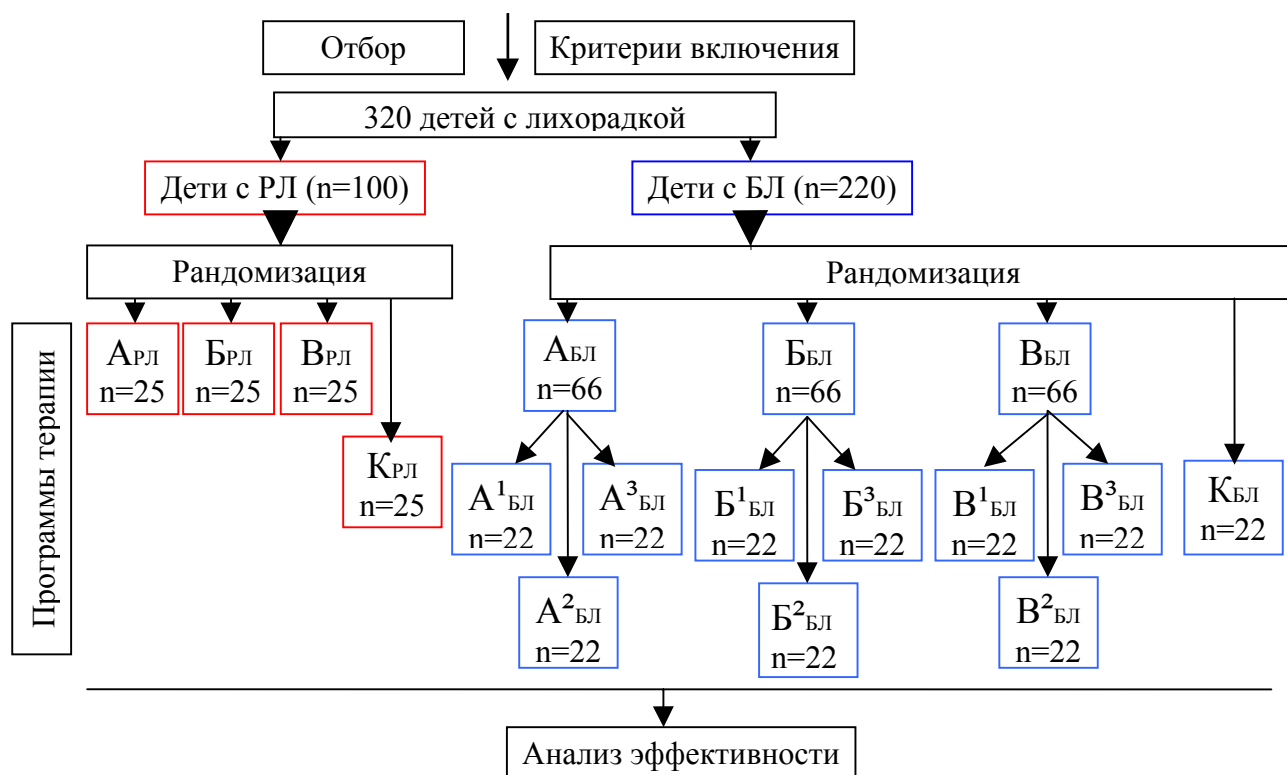 Отбор
Критерии включения
320 детей с лихорадкой
Дети с РЛ (n=100)
Дети с БЛ (n=220)
Рандомизация
Рандомизация
Программы терапии
АРЛ
n=25
БРЛ
n=25
ВРЛ
n=25
КРЛ
n=25
АБЛ
n=66
ББЛ
n=66
ВБЛ
n=66
А¹БЛ
n=22
А³БЛ
n=22
Б¹БЛ
n=22
Б³БЛ
n=22
В¹БЛ
n=22
В³БЛ
n=22
КБЛ
n=22
А²БЛ
n=22
Б²БЛ
n=22
В²БЛ
n=22
Анализ эффективности